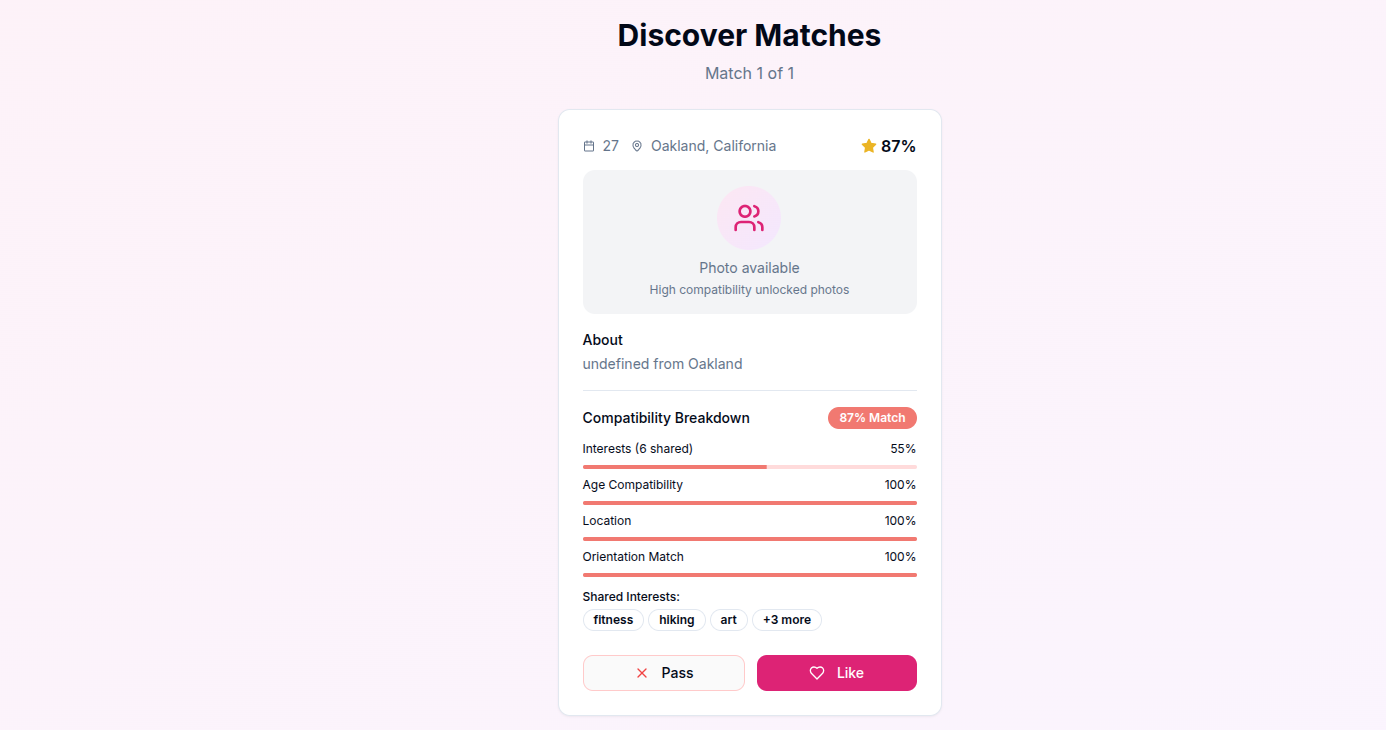 Discover Matches
Match 1 of 1
27 Oakland, California 87%
Photo available
High compatibility unlocked photos
About
undefined from Oakland
Compatibility Breakdown 87% Match
Interests (6 shared) 55%
Age Compatibility 100%
Location 100%
Orientation Match 100%
Shared Interests:
fitness hiking art +3 more
Pass Like